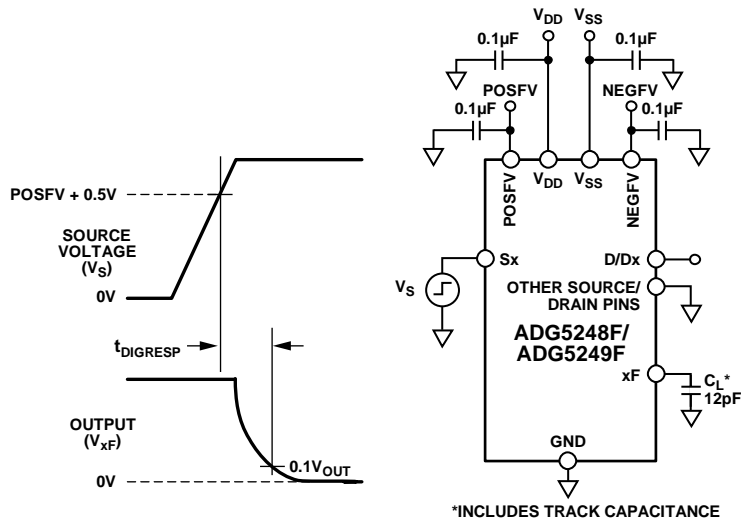 POSFV + 0.5V
SOURCE
VOLTAGE
(VS)
0V
tDIGRESP
OUTPUT
(VxF)
0V
0.1VOUT
VDD
VSS
0.1µF
0.1µF
POSFV
NEGFV
0.1µF
0.1µF
POSFV
VDD
VSS
NEGFV
Sx
D/Dx
VS
OTHER SOURCE/
DRAIN PINS
ADG5248F/
ADG5249F
xF
CL*
12pF
GND
*INCLUDES TRACK CAPACITANCE